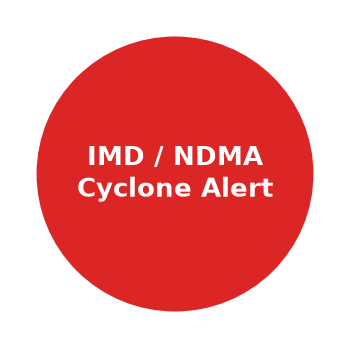 IMD / NDMA
Cyclone Alert